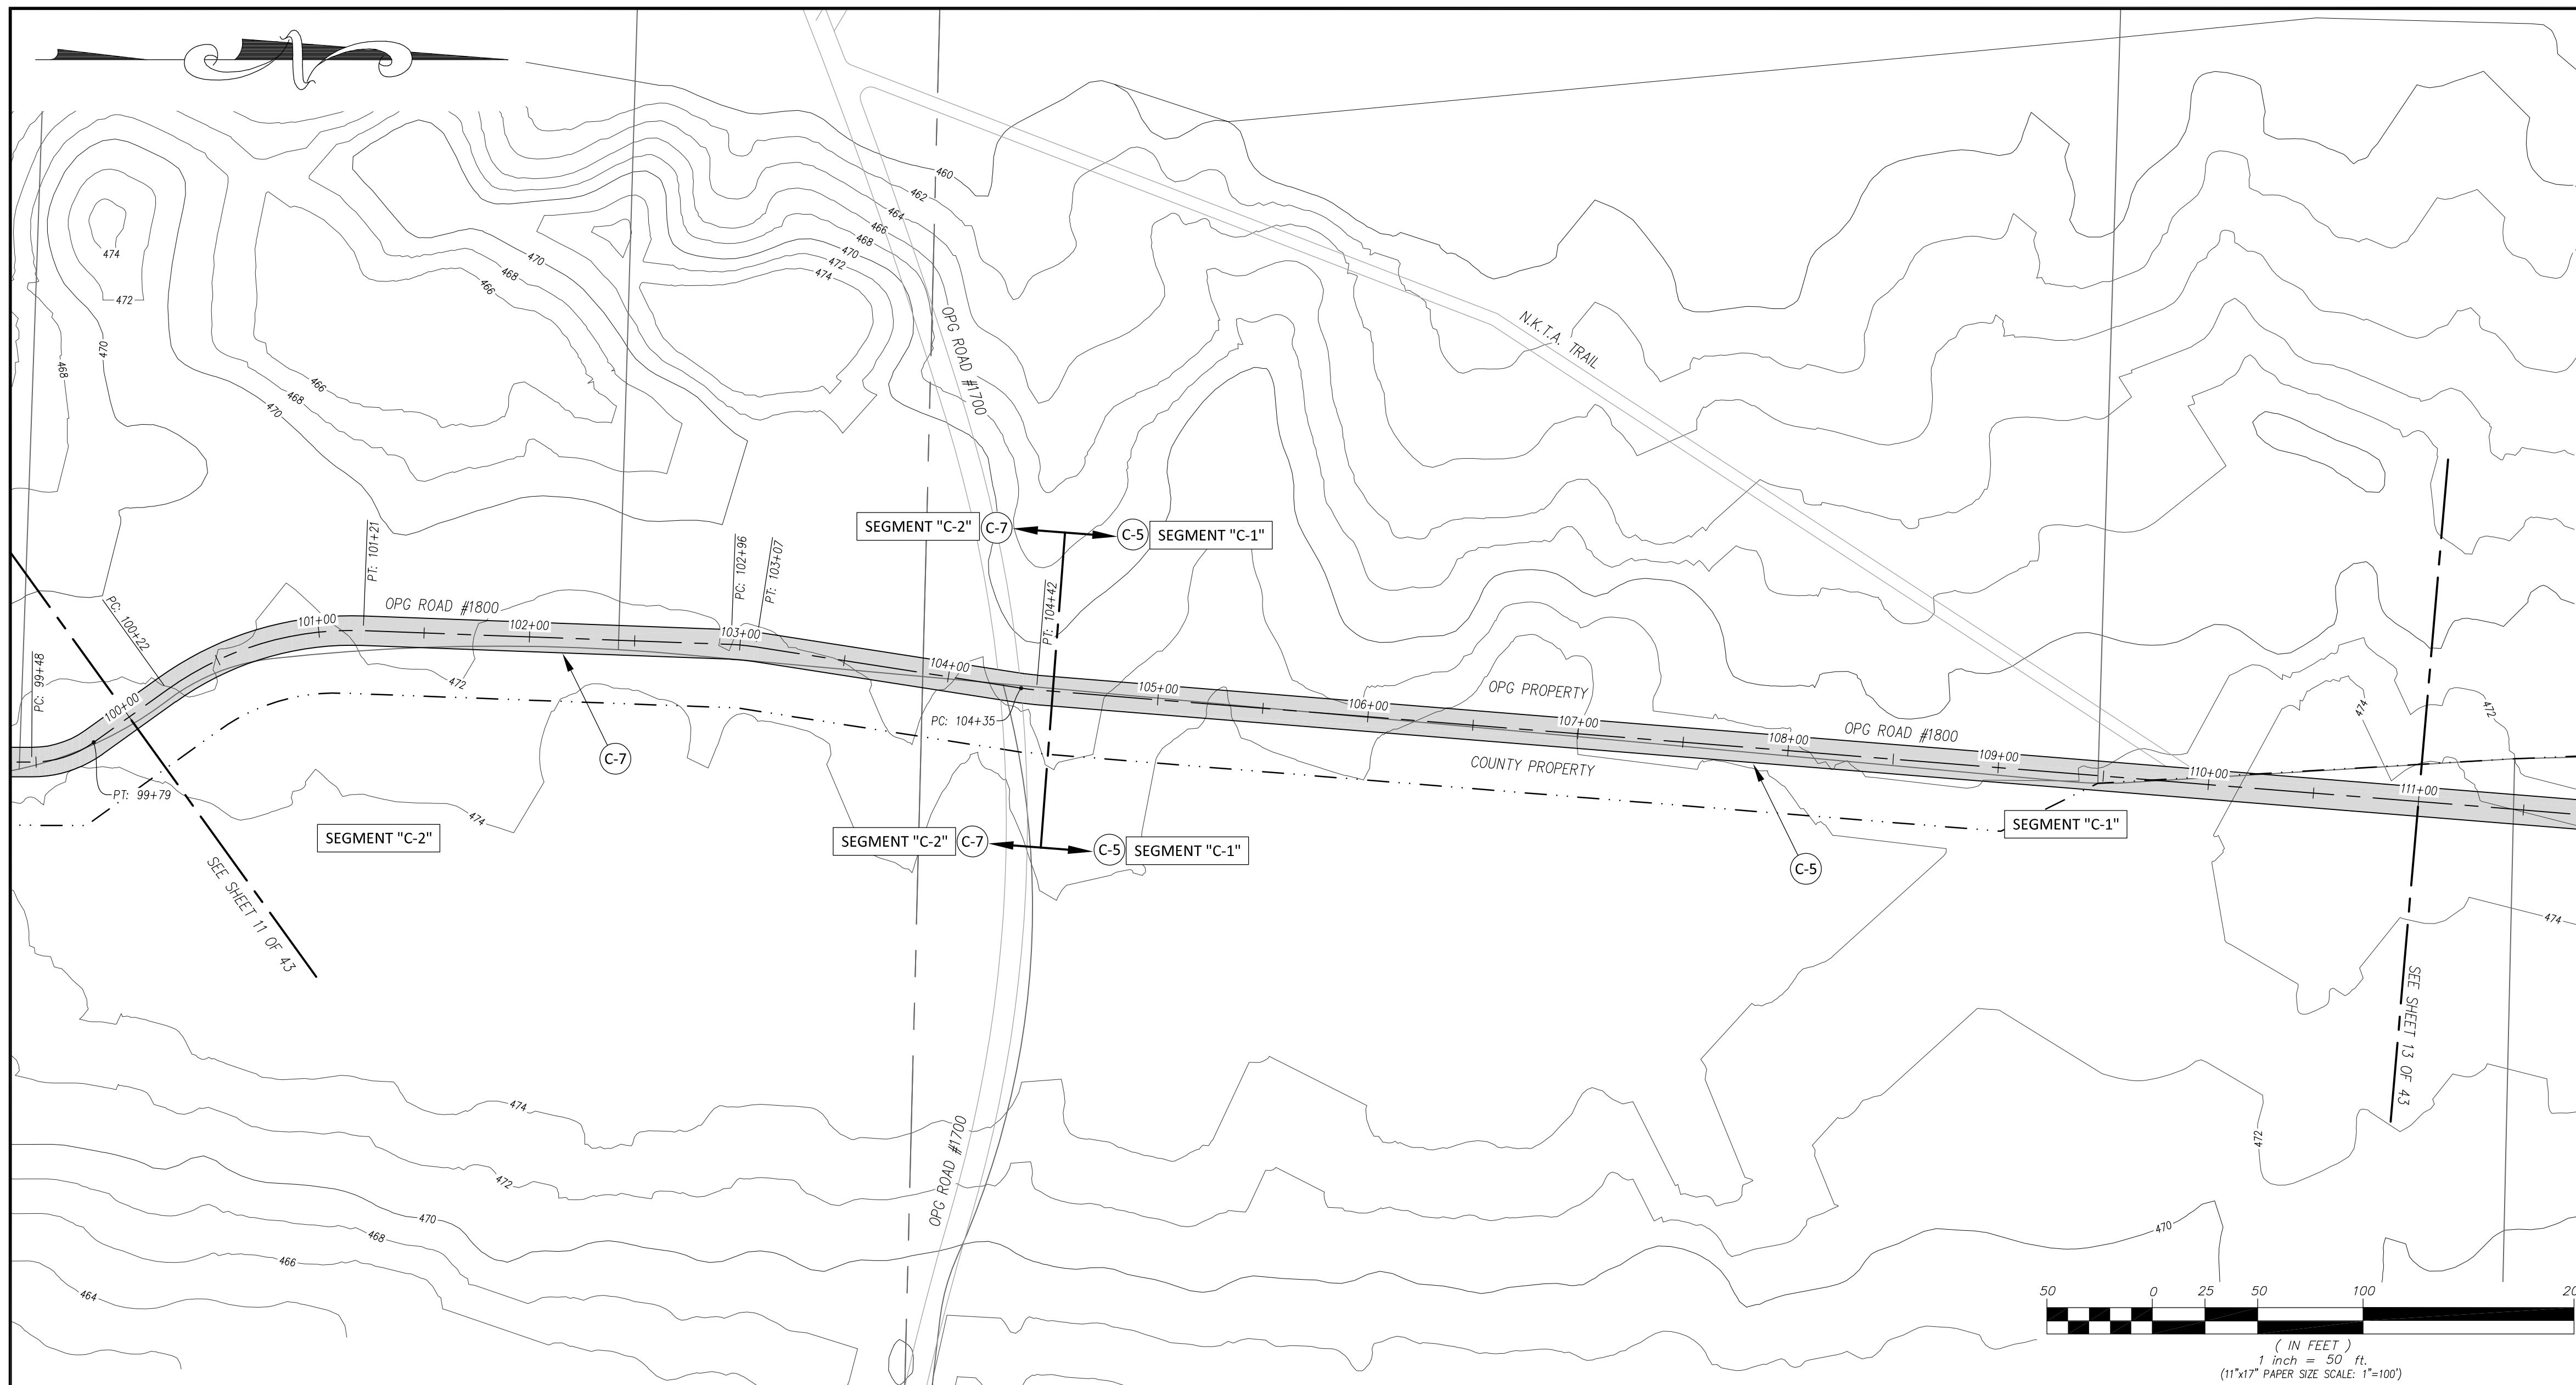 460
462
464
466
468
470
472
474
474
472
470
468
470
468
466
466
468
470
OPG ROAD #1700
N.K.T.A. TRAIL
SEGMENT "C-2"
C-7
C-5
SEGMENT "C-1"
PT: 101+21
PC: 102+96
PT: 103+07
PT: 104+42
PC: 100+22
PC: 99+48
OPG ROAD #1800
101+00
102+00
103+00
104+00
105+00
106+00
107+00
108+00
109+00
110+00
111+00
100+00
472
474
472
OPG PROPERTY
OPG ROAD #1800
PC: 104+35
COUNTY PROPERTY
C-7
PT: 99+79
474
SEGMENT "C-2"
SEGMENT "C-2"
C-7
C-5
SEGMENT "C-1"
C-5
SEGMENT "C-1"
SEE SHEET 11 OF 43
SEE SHEET 13 OF 43
474
474
472
472
470
468
466
464
470
OPG ROAD #1700
50
0
25
50
100
20
( IN FEET )
1 inch = 50 ft.
(11"x17" PAPER SIZE SCALE: 1"=100')